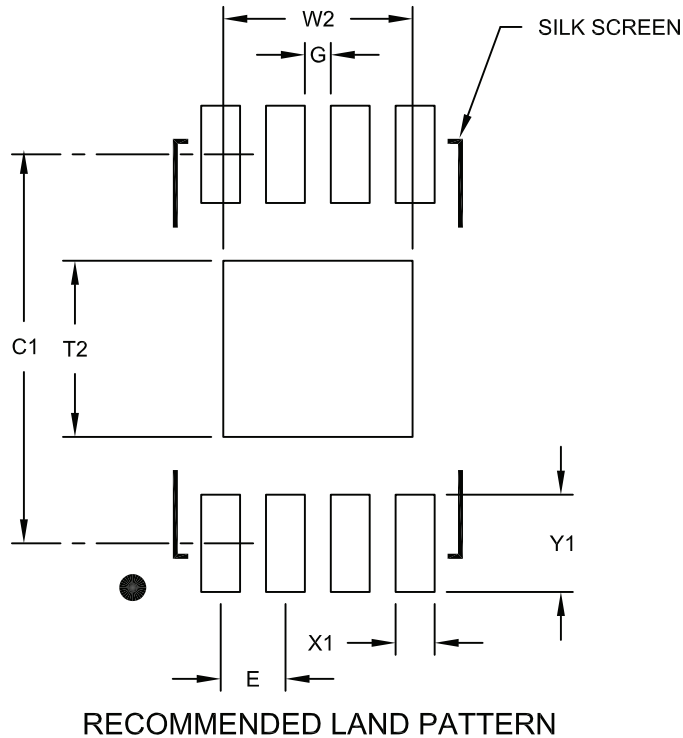 W2
SILK SCREEN
G
C1
T2
Y1
X1
E
RECOMMENDED LAND PATTERN